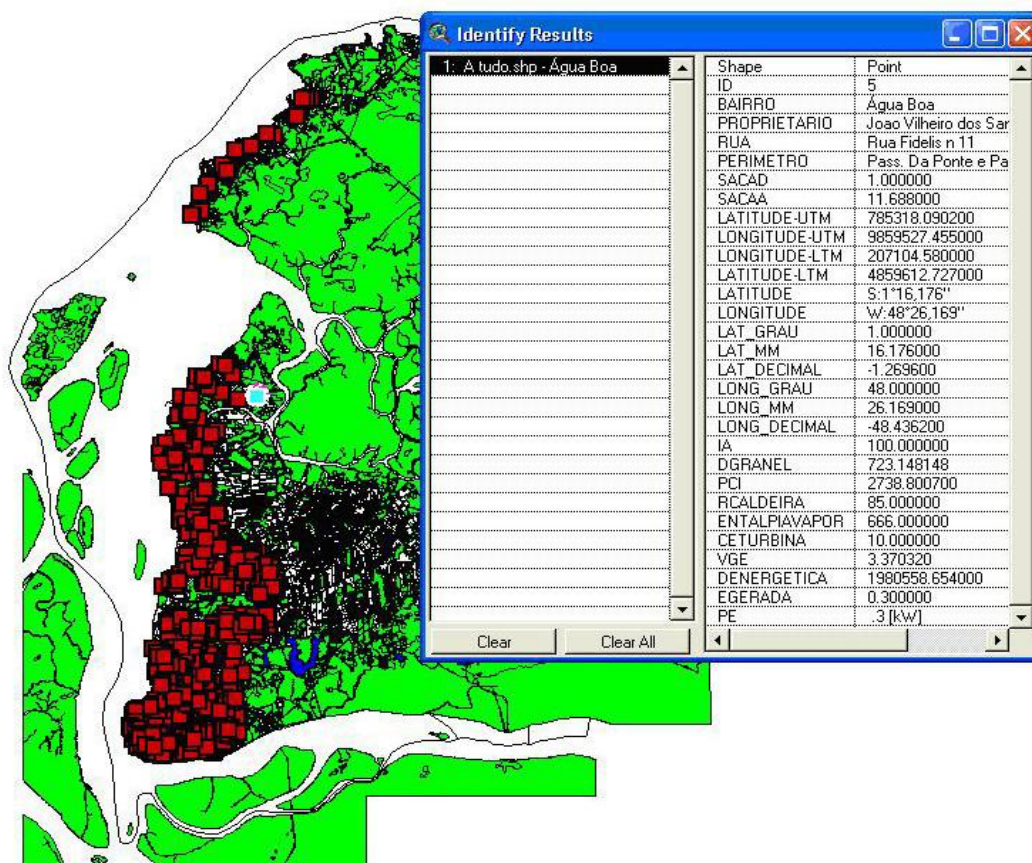 Identify Results
1: A tudo.shp - Água Boa
Shape Point
ID 5
BAIRRO Água Boa
PROPRIETARIO Joao Vilheiro dos Sar
RUA Rua Fidelis n 11
PERIMETRO Pass. Da Ponte e Pa
SACAD 1.000000
SACAA 11.688000
LATITUDE-UTM 785318.090200
LONGITUDE-UTM 9859527.455000
LONGITUDE-LTM 207104.580000
LATITUDE-LTM 4859612.727000
LATITUDE S:1°16,176''
LONGITUDE W:48°26,169''
LAT_GRAU 1.000000
LAT_MM 16.176000
LAT_DECIMAL -1.269600
LONG_GRAU 48.000000
LONG_MM 26.169000
LONG_DECIMAL -48.436200
IA 100.000000
DGRANEL 723.148148
PCI 2738.800700
RCALDEIRA 85.000000
ENTALPIAVAPOR 666.000000
CETURBINA 10.000000
VGE 3.370320
DENERGETICA 1980558.654000
EGERADA 0.300000
PE .3 [kW]
Clear Clear All